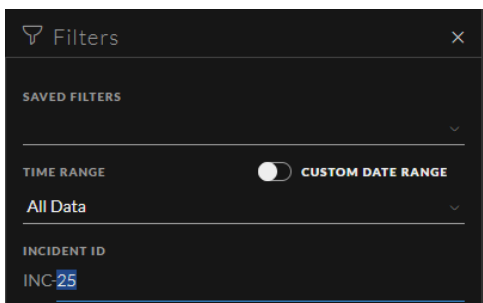 Filters
SAVED FILTERS
TIME RANGE CUSTOM DATE RANGE
All Data
INCIDENT ID
INC-25